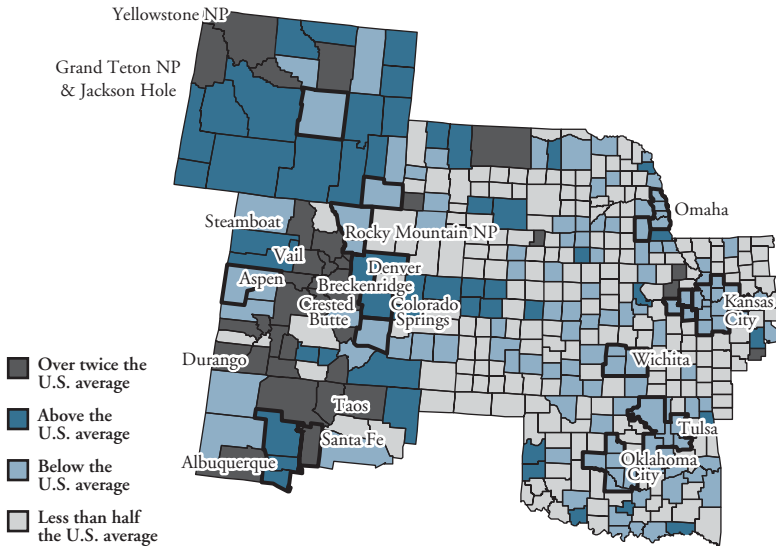 Yellowstone NP
Grand Teton NP
& Jackson Hole
Steamboat
Omaha
Rocky Mountain NP
Vail
Denver
Aspen
Breckenridge
Crested
Butte
Colorado
Springs
Kansas
City
Durango
Wichita
Taos
Tulsa
Santa Fe
Albuquerque
Oklahoma
City
Over twice the
U.S. average
Above the
U.S. average
Below the
U.S. average
Less than half
the U.S. average